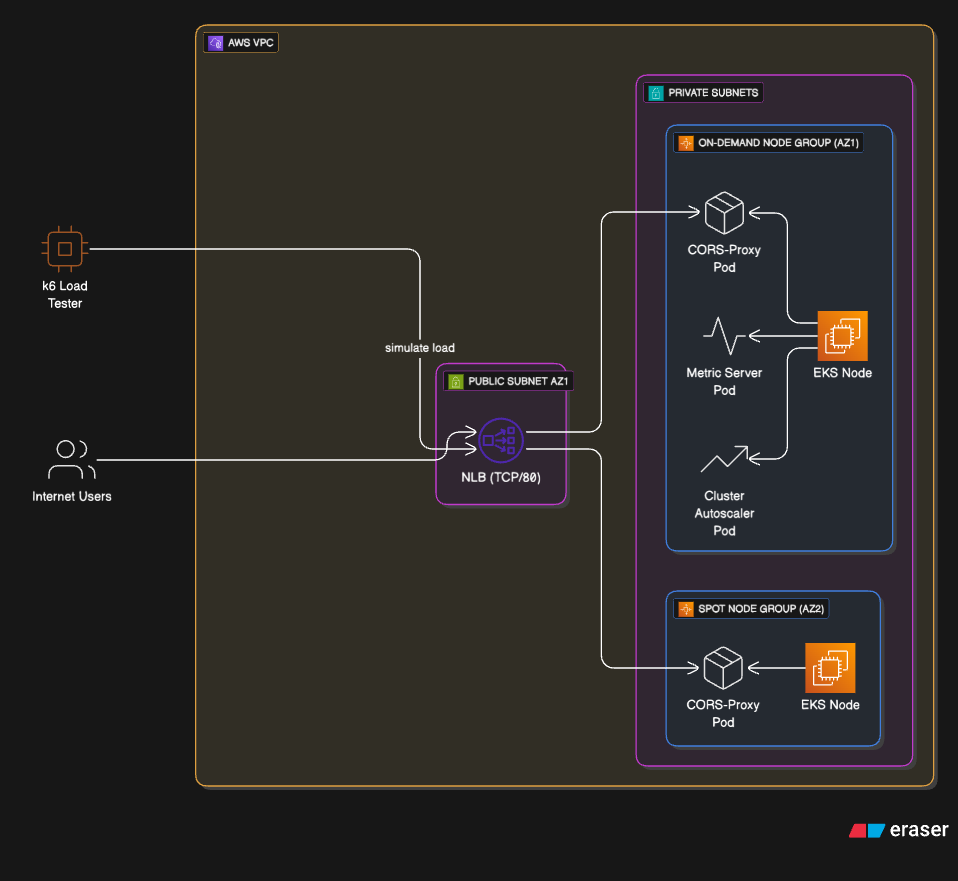 AWS VPC
PRIVATE SUBNETS
ON-DEMAND NODE GROUP (AZ1)
CORS-Proxy
Pod
k6 Load
Tester
simulate load
Metric Server
Pod
EKS Node
PUBLIC SUBNET AZ1
NLB (TCP/80)
Internet Users
Cluster
Autoscaler
Pod
SPOT NODE GROUP (AZ2)
CORS-Proxy
Pod
EKS Node
eraser